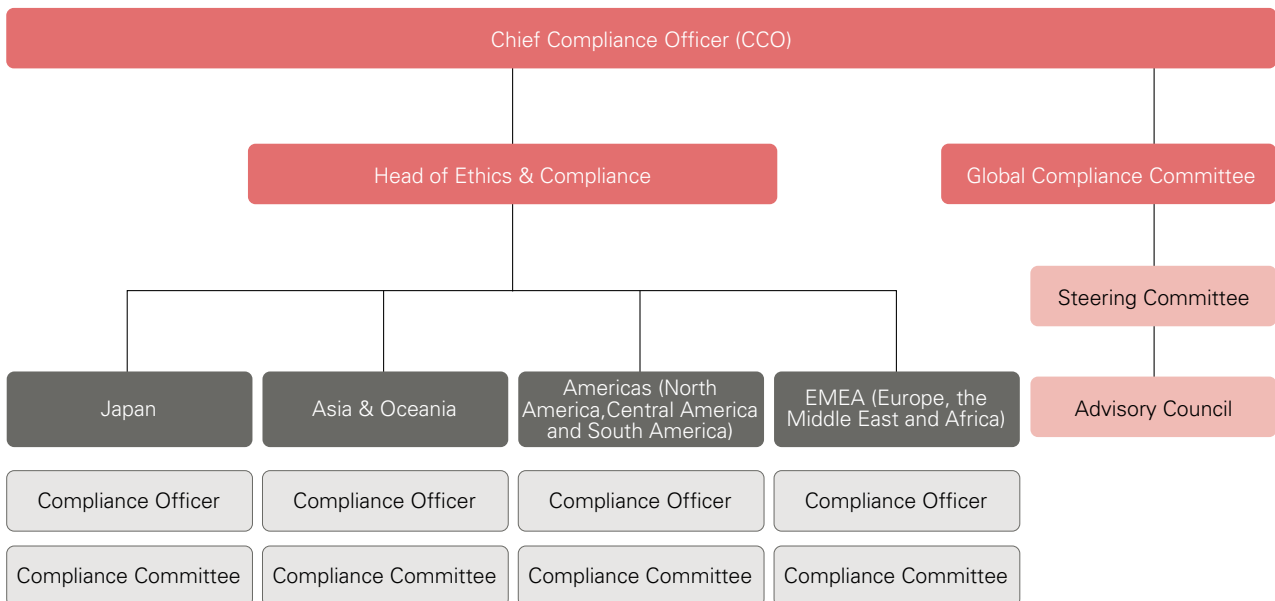 Chief Compliance Officer (CCO)
Head of Ethics & Compliance
Global Compliance Committee
Steering Committee
Advisory Council
Japan
Asia & Oceania
Americas (North
America,Central America
and South America)
EMEA (Europe, the
Middle East and Africa)
Compliance Officer
Compliance Officer
Compliance Officer
Compliance Officer
Compliance Committee
Compliance Committee
Compliance Committee
Compliance Committee